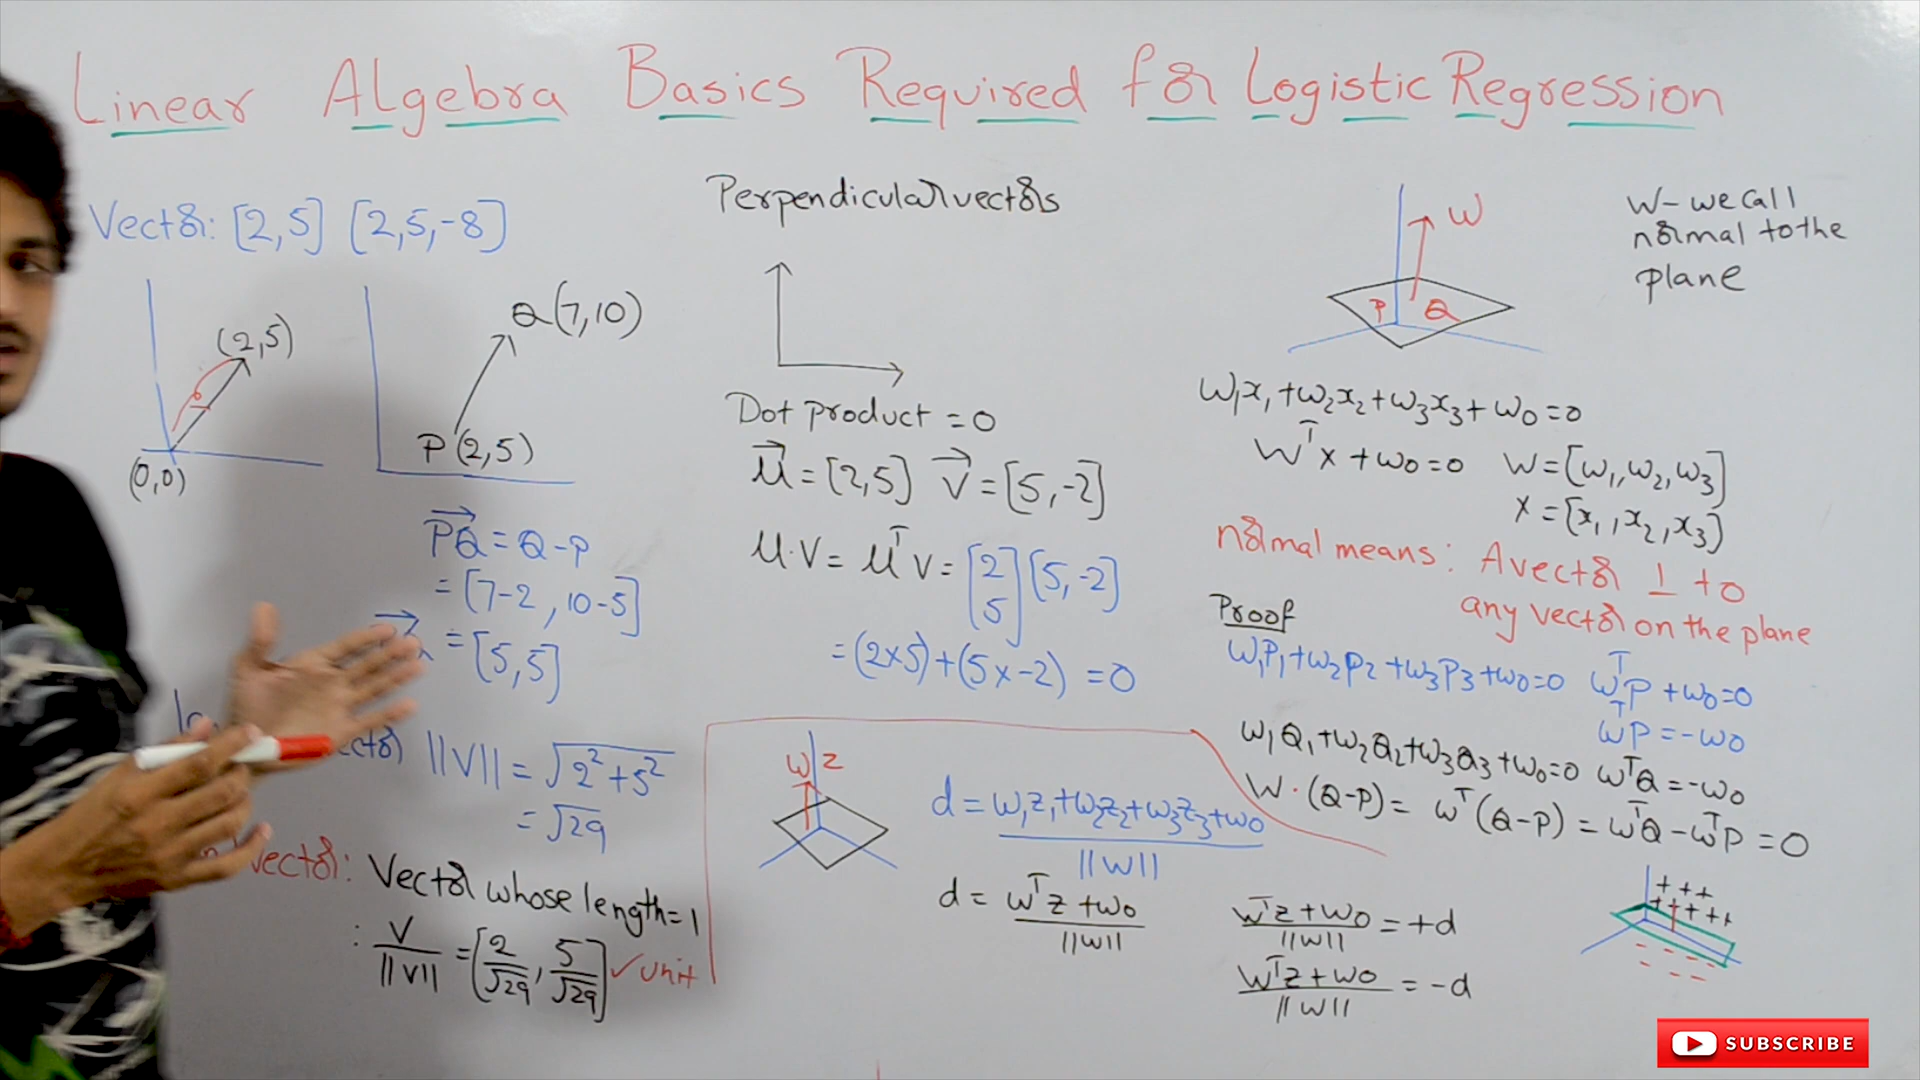 Linear ALgebra Basics Required for Logistic Regression
Vector: [2,5] [2,5,-8]
(2,5)
(0,0)
Q(7,10)
P(2,5)
PQ = Q-P
= [7-2, 10-5]
= [5,5]
||V|| = √2²+5²
= √29
Vector: Vector whose length=1
: V/||V|| = [2/√29, 5/√29] ✓unit
Perpendicular vectors
Dot product = 0
u = [2,5] v = [5,-2]
u.v = uᵀv = [2 5] [5,-2]
= (2x5)+(5x-2) = 0
W Z
d = w₁z₁+w₂z₂+w₃z₃+w₀ / ||W||
d = wᵀz+w₀ / ||w||
wᵀz+w₀ / ||w|| = +d
wᵀz+w₀ / ||w|| = -d
W
P Q
W- we call
normal to the
plane
w₁x₁+w₂x₂+w₃x₃+w₀=0
wᵀx+w₀=0 w=[w₁,w₂,w₃]
x=[x₁,x₂,x₃]
normal means: A vector ⊥ to
any vector on the plane
Proof
w₁p₁+w₂p₂+w₃p₃+w₀=0 wᵀp+w₀=0
wᵀp=-w₀
w₁Q₁+w₂Q₂+w₃Q₃+w₀=0 wᵀQ=-w₀
W.(Q-P)= wᵀ(Q-P) = wᵀQ-wᵀP=0
+ + +
+ + + + +
- - - -
- - - -
SUBSCRIBE